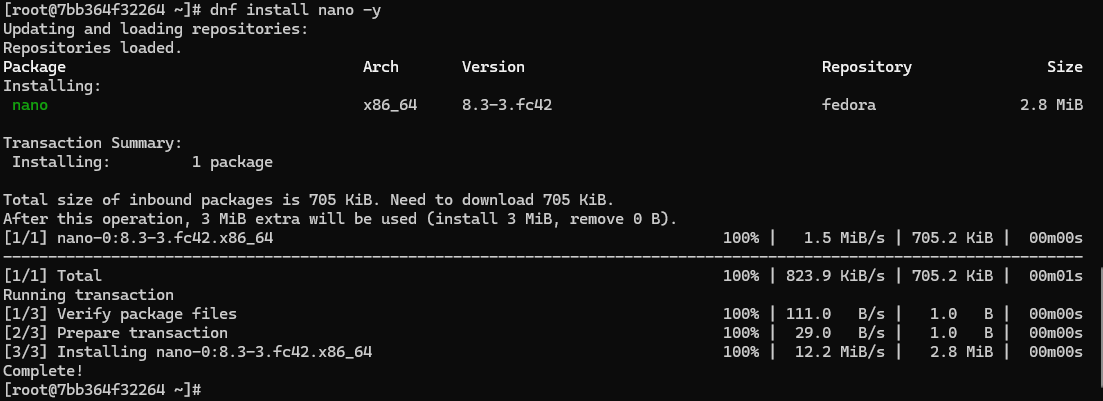 [root@7bb364f32264 ~]# dnf install nano -y
Updating and loading repositories:
Repositories loaded.
Package Arch Version Repository Size
Installing:
nano x86_64 8.3-3.fc42 fedora 2.8 MiB
Transaction Summary:
Installing: 1 package
Total size of inbound packages is 705 KiB. Need to download 705 KiB.
After this operation, 3 MiB extra will be used (install 3 MiB, remove 0 B).
[1/1] nano-0:8.3-3.fc42.x86_64 100% | 1.5 MiB/s | 705.2 KiB | 00m00s
------------------------------------------------------------------------------------------------------------------------
[1/1] Total 100% | 823.9 KiB/s | 705.2 KiB | 00m01s
Running transaction
[1/3] Verify package files 100% | 111.0 B/s | 1.0 B | 00m00s
[2/3] Prepare transaction 100% | 29.0 B/s | 1.0 B | 00m00s
[3/3] Installing nano-0:8.3-3.fc42.x86_64 100% | 12.2 MiB/s | 2.8 MiB | 00m00s
Complete!
[root@7bb364f32264 ~]#